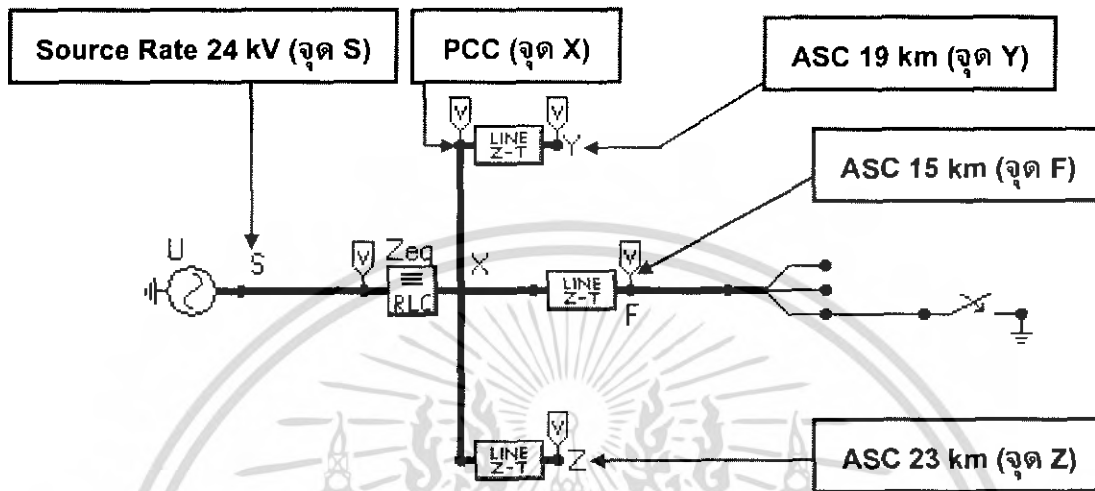 Source Rate 24 kV (จุด S)
PCC (จุด X)
ASC 19 km (จุด Y)
V
V
LINE
Z-T
Y
ASC 15 km (จุด F)
U
S
V
Zeq
RLC
X
LINE
Z-T
V
F
V
LINE
Z-T
Z
ASC 23 km (จุด Z)